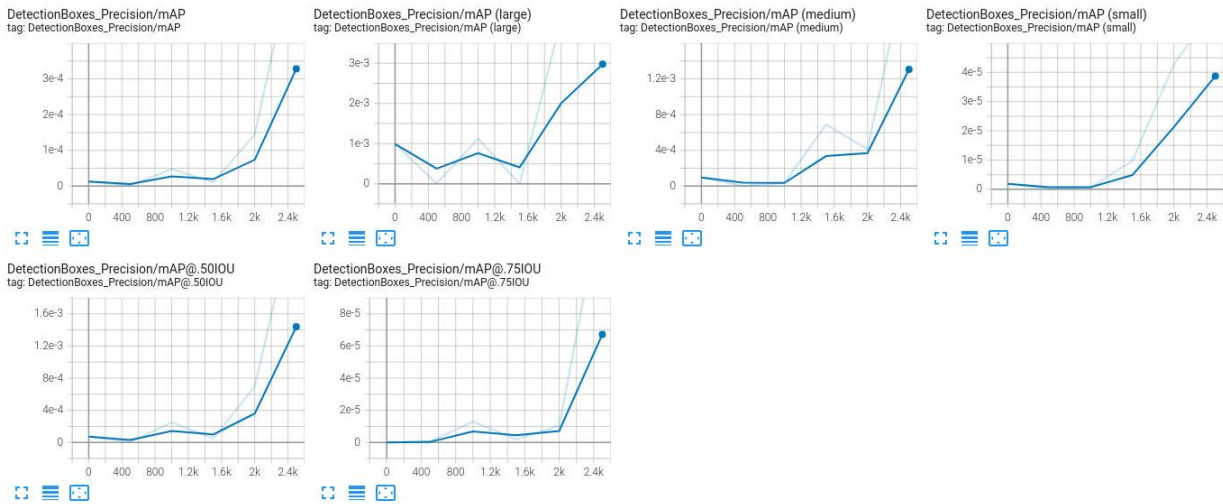 DetectionBoxes_Precision/mAP
tag: DetectionBoxes_Precision/mAP
3e-4
2e-4
1e-4
0
0 400 800 1.2k 1.6k 2k 2.4k
DetectionBoxes_Precision/mAP (large)
tag: DetectionBoxes_Precision/mAP (large)
3e-3
2e-3
1e-3
0
0 400 800 1.2k 1.6k 2k 2.4k
DetectionBoxes_Precision/mAP (medium)
tag: DetectionBoxes_Precision/mAP (medium)
1.2e-3
8e-4
4e-4
0
0 400 800 1.2k 1.6k 2k 2.4k
DetectionBoxes_Precision/mAP (small)
tag: DetectionBoxes_Precision/mAP (small)
4e-5
3e-5
2e-5
1e-5
0
0 400 800 1.2k 1.6k 2k 2.4k
DetectionBoxes_Precision/mAP@.50IOU
tag: DetectionBoxes_Precision/mAP@.50IOU
1.6e-3
1.2e-3
8e-4
4e-4
0
0 400 800 1.2k 1.6k 2k 2.4k
DetectionBoxes_Precision/mAP@.75IOU
tag: DetectionBoxes_Precision/mAP@.75IOU
8e-5
6e-5
4e-5
2e-5
0
0 400 800 1.2k 1.6k 2k 2.4k